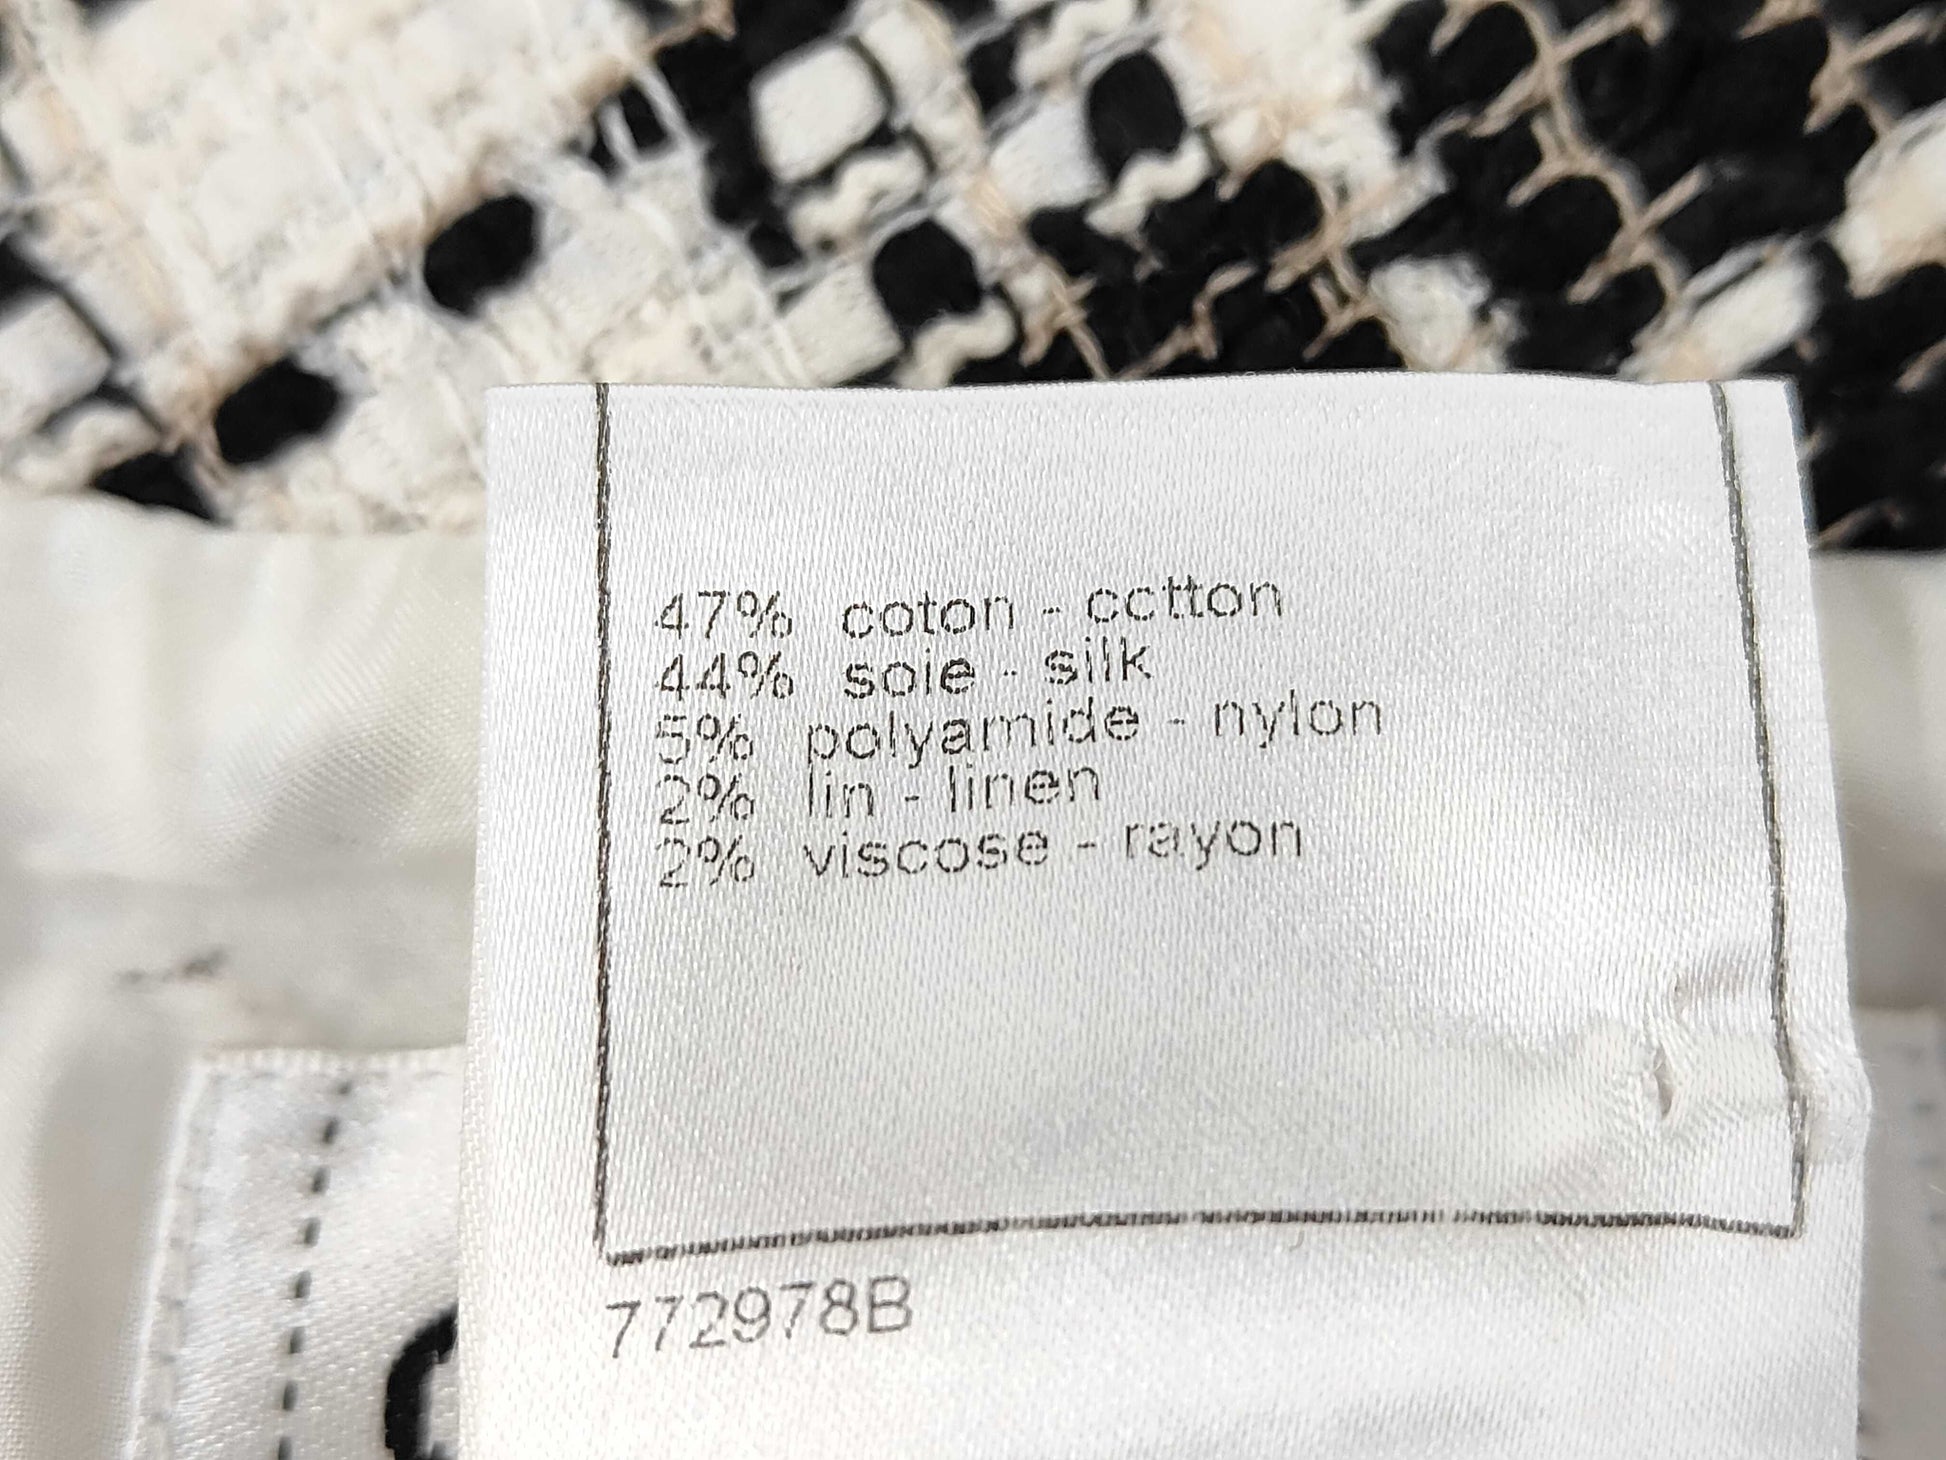 47% coton - cotton
44% soie - silk
5% polyamide - nylon
2% lin - linen
2% viscose - rayon
772978B